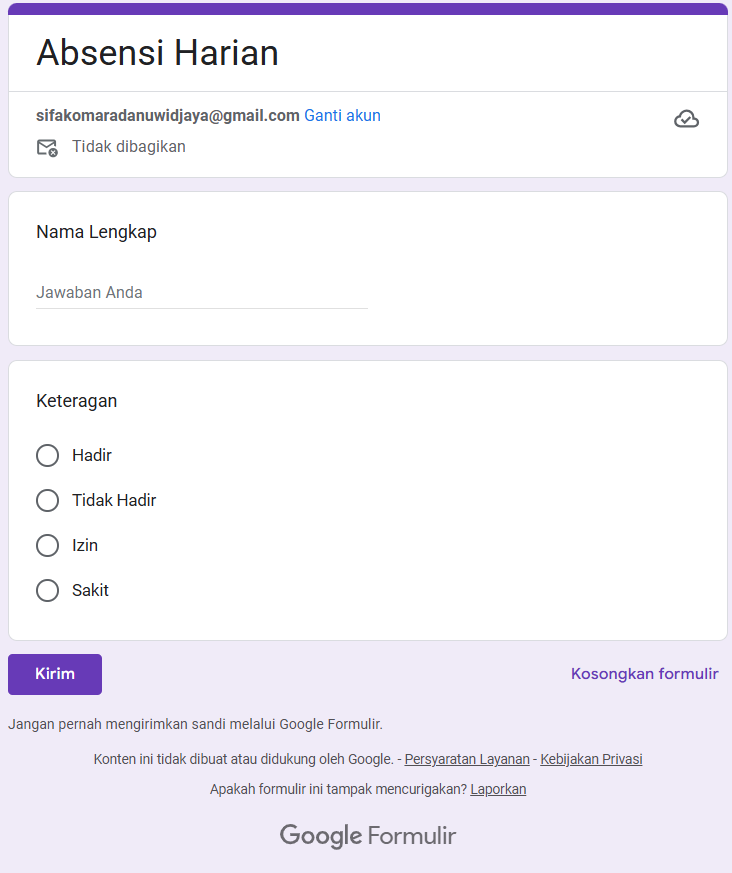 Absensi Harian
sifakomaradanuwidjaya@gmail.com Ganti akun
Tidak dibagikan
Nama Lengkap
Jawaban Anda
Keteragan
Hadir
Tidak Hadir
Izin
Sakit
Kirim
Kosongkan formulir
Jangan pernah mengirimkan sandi melalui Google Formulir.
Konten ini tidak dibuat atau didukung oleh Google. - Persyaratan Layanan - Kebijakan Privasi
Apakah formulir ini tampak mencurigakan? Laporkan
Google Formulir